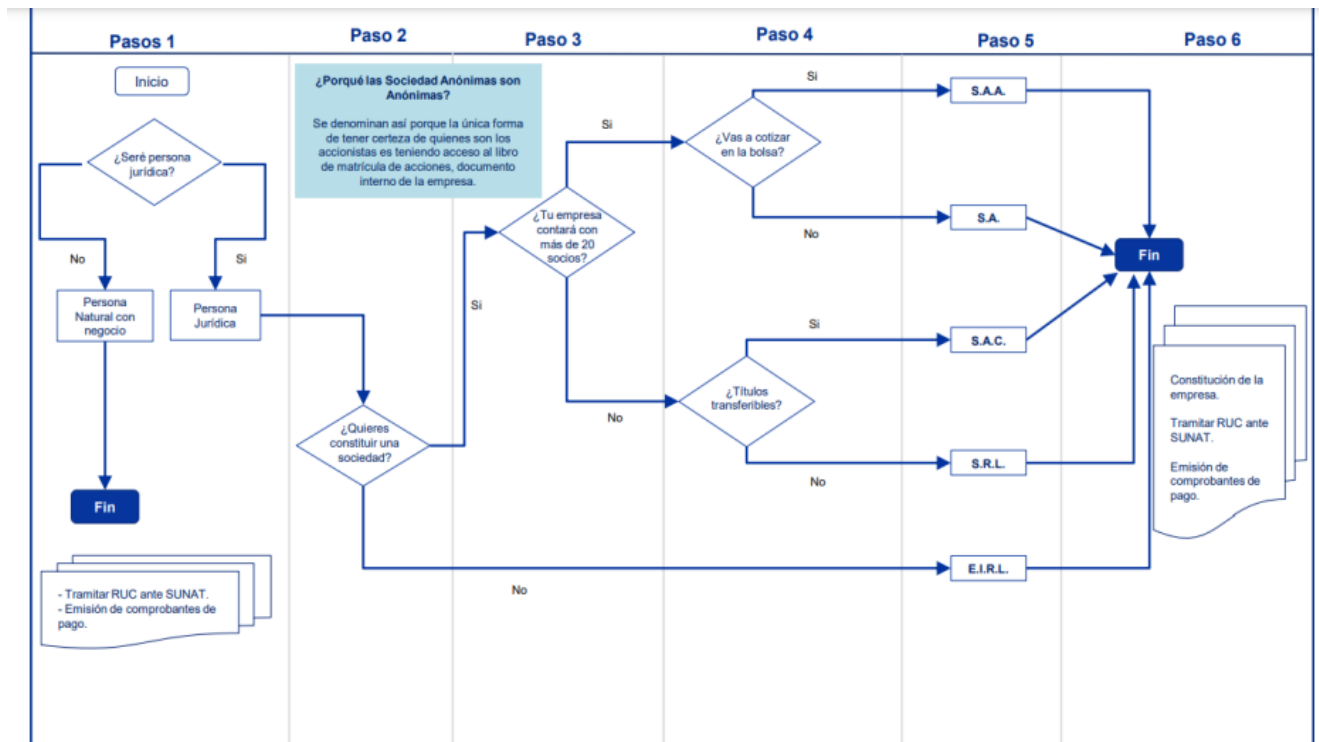 Pasos 1
Paso 2
Paso 3
Paso 4
Paso 5
Paso 6
Inicio
¿Seré persona
jurídica?
No
Si
Persona
Natural con
negocio
Persona
Jurídica
Fin
- Tramitar RUC ante SUNAT.
- Emisión de comprobantes de
pago.
¿Porqué las Sociedad Anónimas son
Anónimas?
Se denominan así porque la única forma
de tener certeza de quienes son los
accionistas es teniendo acceso al libro
de matrícula de acciones, documento
interno de la empresa.
¿Quieres
constituir una
sociedad?
Si
No
¿Tu empresa
contará con
más de 20
socios?
Si
No
¿Vas a cotizar
en la bolsa?
Si
No
¿Títulos
transferibles?
Si
No
S.A.A.
S.A.
S.A.C.
S.R.L.
E.I.R.L.
Fin
Constitución de la
empresa.
Tramitar RUC ante
SUNAT.
Emisión de
comprobantes de
pago.